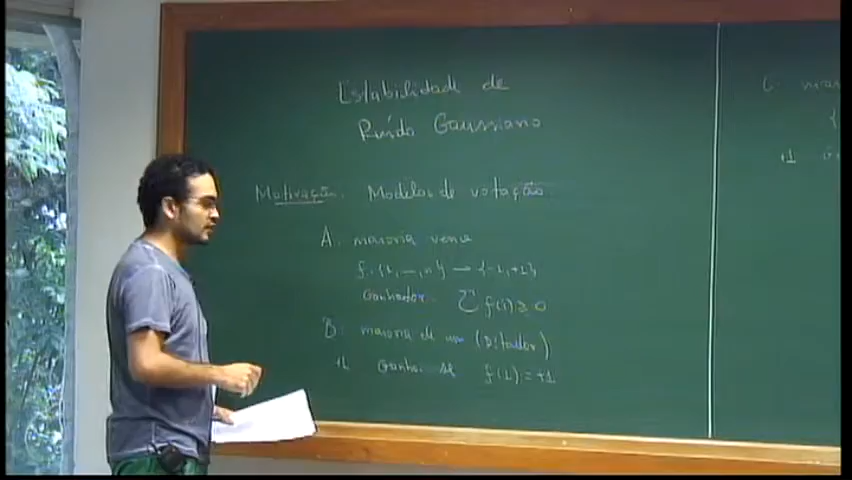 Estabilidade de
Ruído Gaussiano
Motivação. Modelos de votação
A. maioria vence
f: {1, ..., n} → {-1, +1}
Ganhador. f(i) ≥ 0
B. maioria de um (Ditador)
+1 Ganha se f(1) = +1
C.
+1